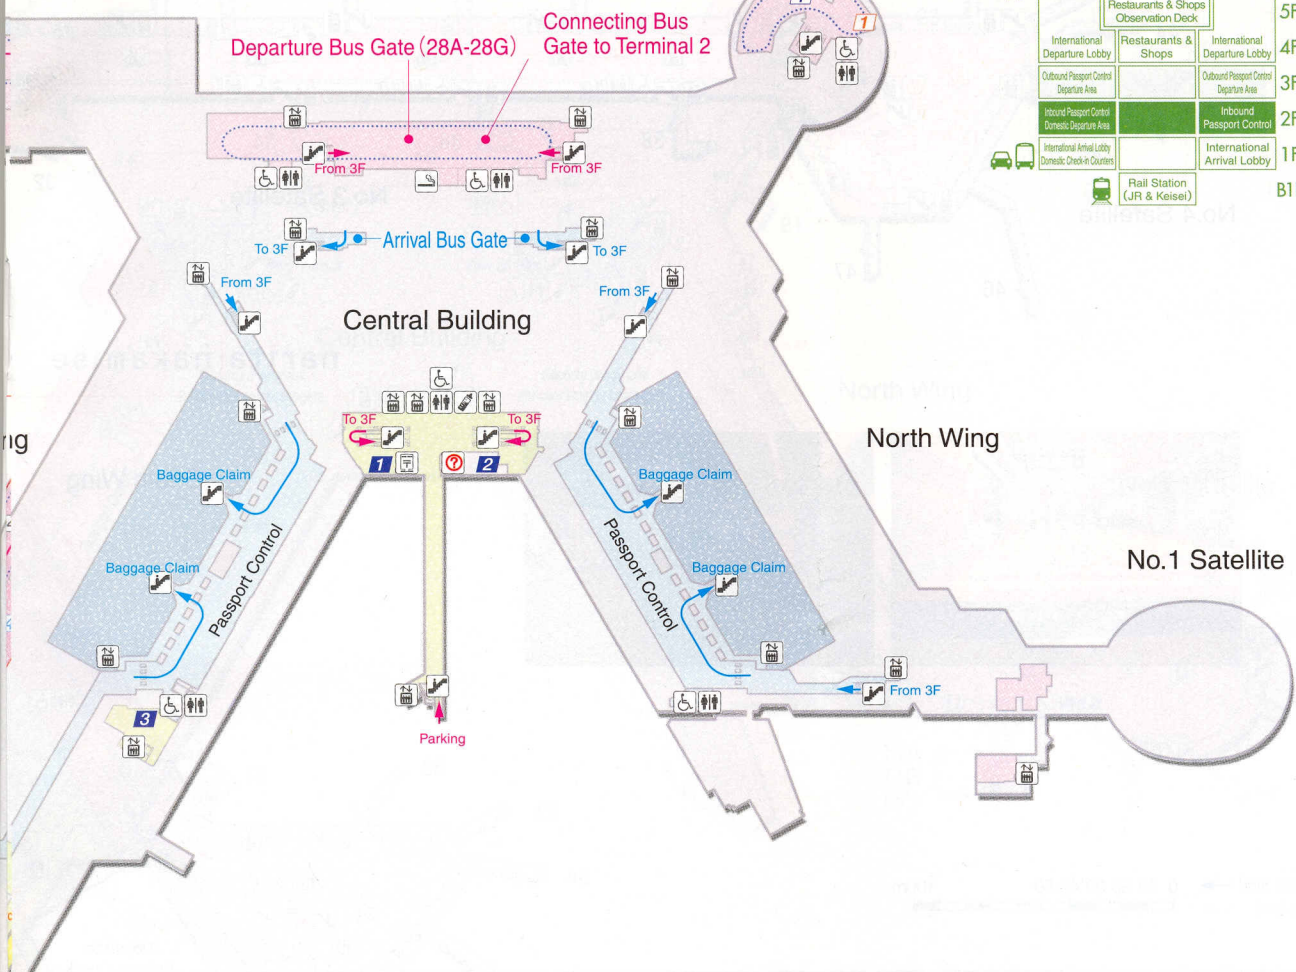 Connecting Bus
Gate to Terminal 2
Departure Bus Gate (28A-28G)
1
Restaurants & Shops
Observation Deck
5F
International
Departure Lobby
Restaurants &
Shops
International
Departure Lobby
4F
Outbound Passport Control
Departure Area
Outbound Passport Control
Departure Area
3F
Inbound Passport Control
Domestic Departure Area
Inbound
Passport Control
2F
International Arrival Lobby
Domestic Check-in Counters
International
Arrival Lobby
1F
Rail Station
(JR & Keisei)
B1
From 3F
From 3F
To 3F
Arrival Bus Gate
To 3F
From 3F
From 3F
Central Building
To 3F
To 3F
1
?
2
ng
North Wing
Baggage Claim
Baggage Claim
Passport Control
Passport Control
Baggage Claim
Baggage Claim
No.1 Satellite
From 3F
3
Parking